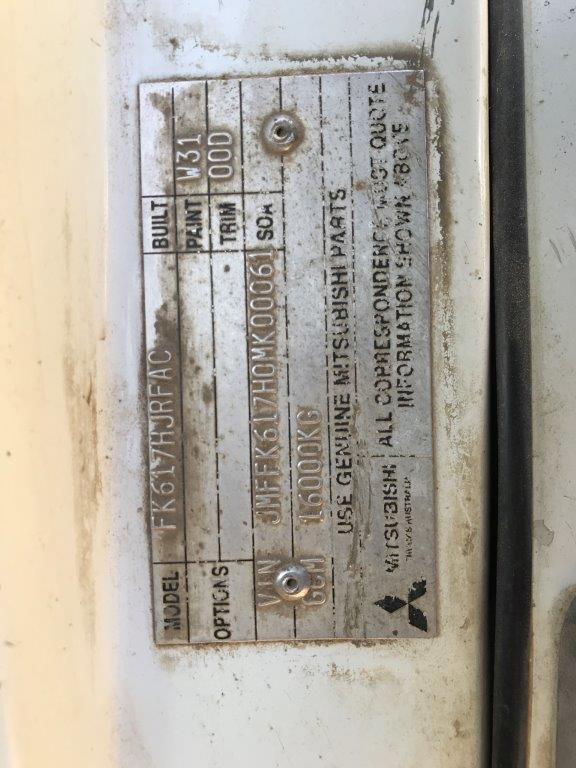 MODEL FK617HJRFAC BUILT
PAINT W31
OPTIONS TRIM 00D
VIN JMFFK617H0MK00061 SOA
GCM 16000KG
USE GENUINE MITSUBISHI PARTS
MITSUBISHI
ALL CORRESPONDENCE MUST QUOTE
INFORMATION SHOWN ABOVE